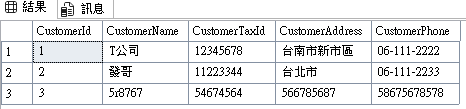 結果 訊息
CustomerId CustomerName CustomerTaxId CustomerAddress CustomerPhone
1 1 T公司 12345678 台南市新市區 06-111-2222
2 2 發哥 11223344 台北市 06-111-2233
3 3 5r8767 54674564 566785687 58675678578